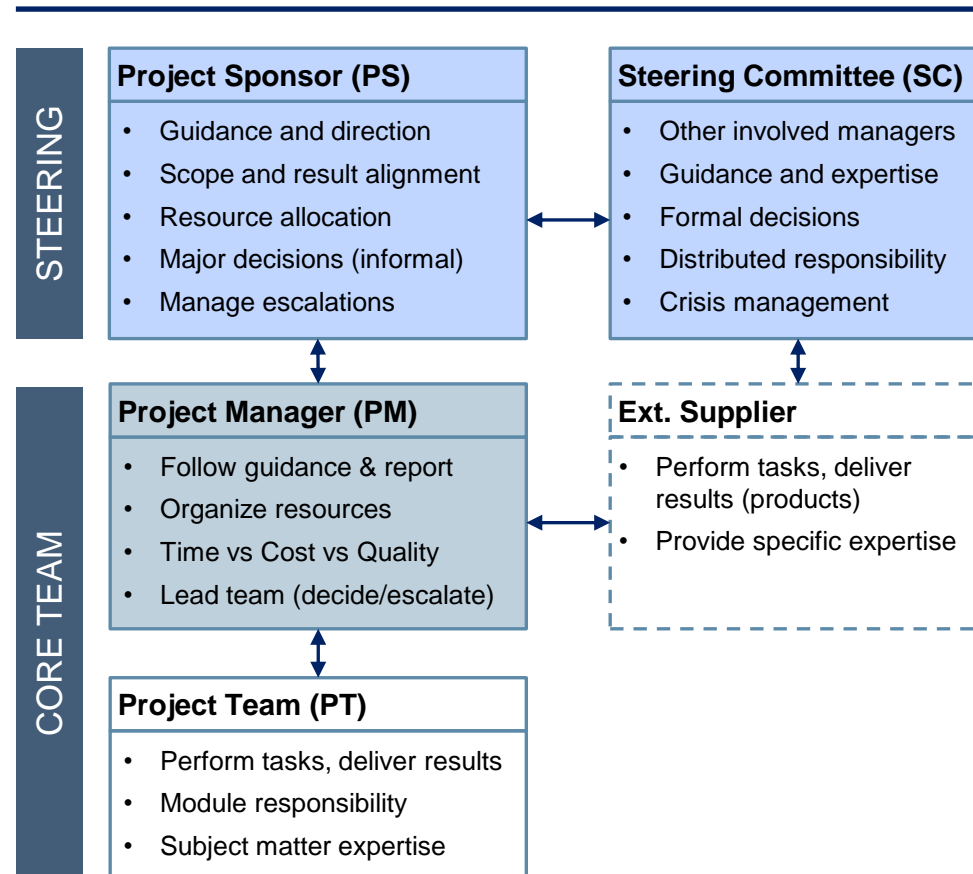 STEERING
Project Sponsor (PS)
• Guidance and direction
• Scope and result alignment
• Resource allocation
• Major decisions (informal)
• Manage escalations
Steering Committee (SC)
• Other involved managers
• Guidance and expertise
• Formal decisions
• Distributed responsibility
• Crisis management
CORE TEAM
Project Manager (PM)
• Follow guidance & report
• Organize resources
• Time vs Cost vs Quality
• Lead team (decide/escalate)
Ext. Supplier
• Perform tasks, deliver
results (products)
• Provide specific expertise
Project Team (PT)
• Perform tasks, deliver results
• Module responsibility
• Subject matter expertise